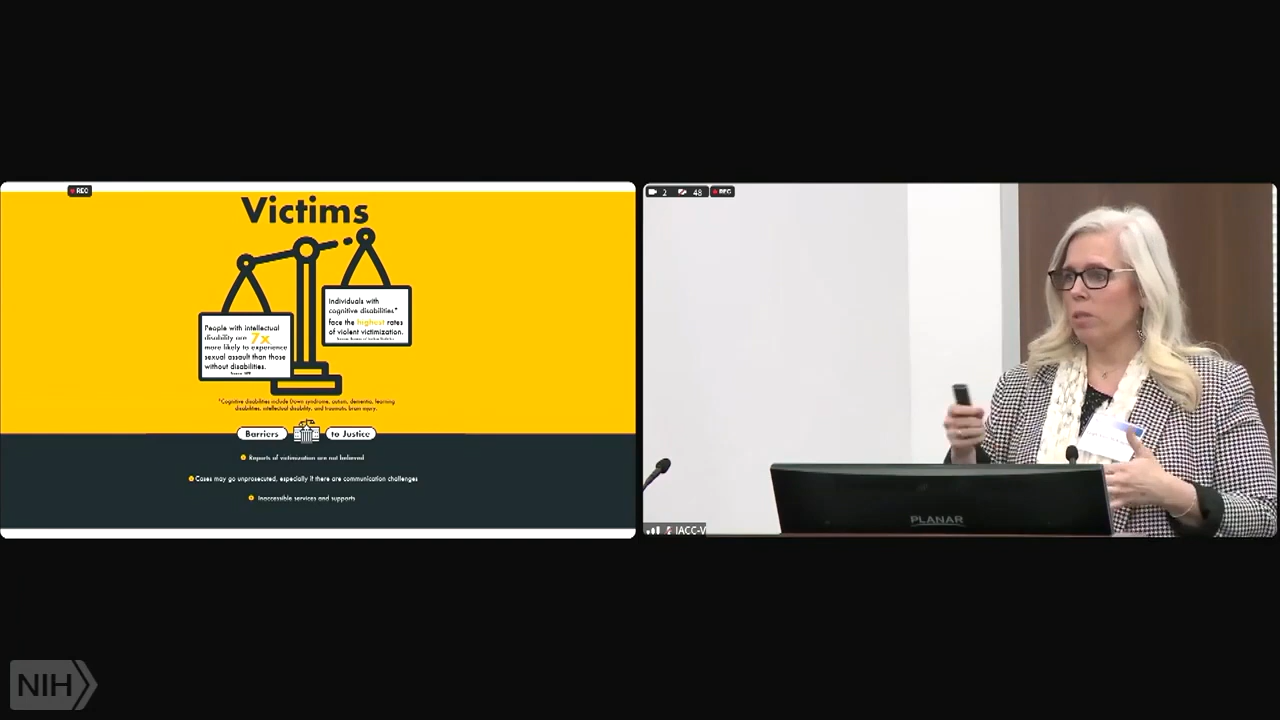 REC
Victims
People with intellectual
disability are 7x
more likely to experience
sexual assault than those
without disabilities.
Individuals with
cognitive disabilities*
face the highest rates
of violent victimization.
*Cognitive disabilities include Down syndrome, autism, dementia, learning
disabilities, intellectual disability, and traumatic brain injury.
Barriers to Justice
Reports of victimization are not believed
Cases may go unprosecuted, especially if there are communication challenges
Inaccessible services and supports
2 48 REC
PLANAR
IACC-V
NIH